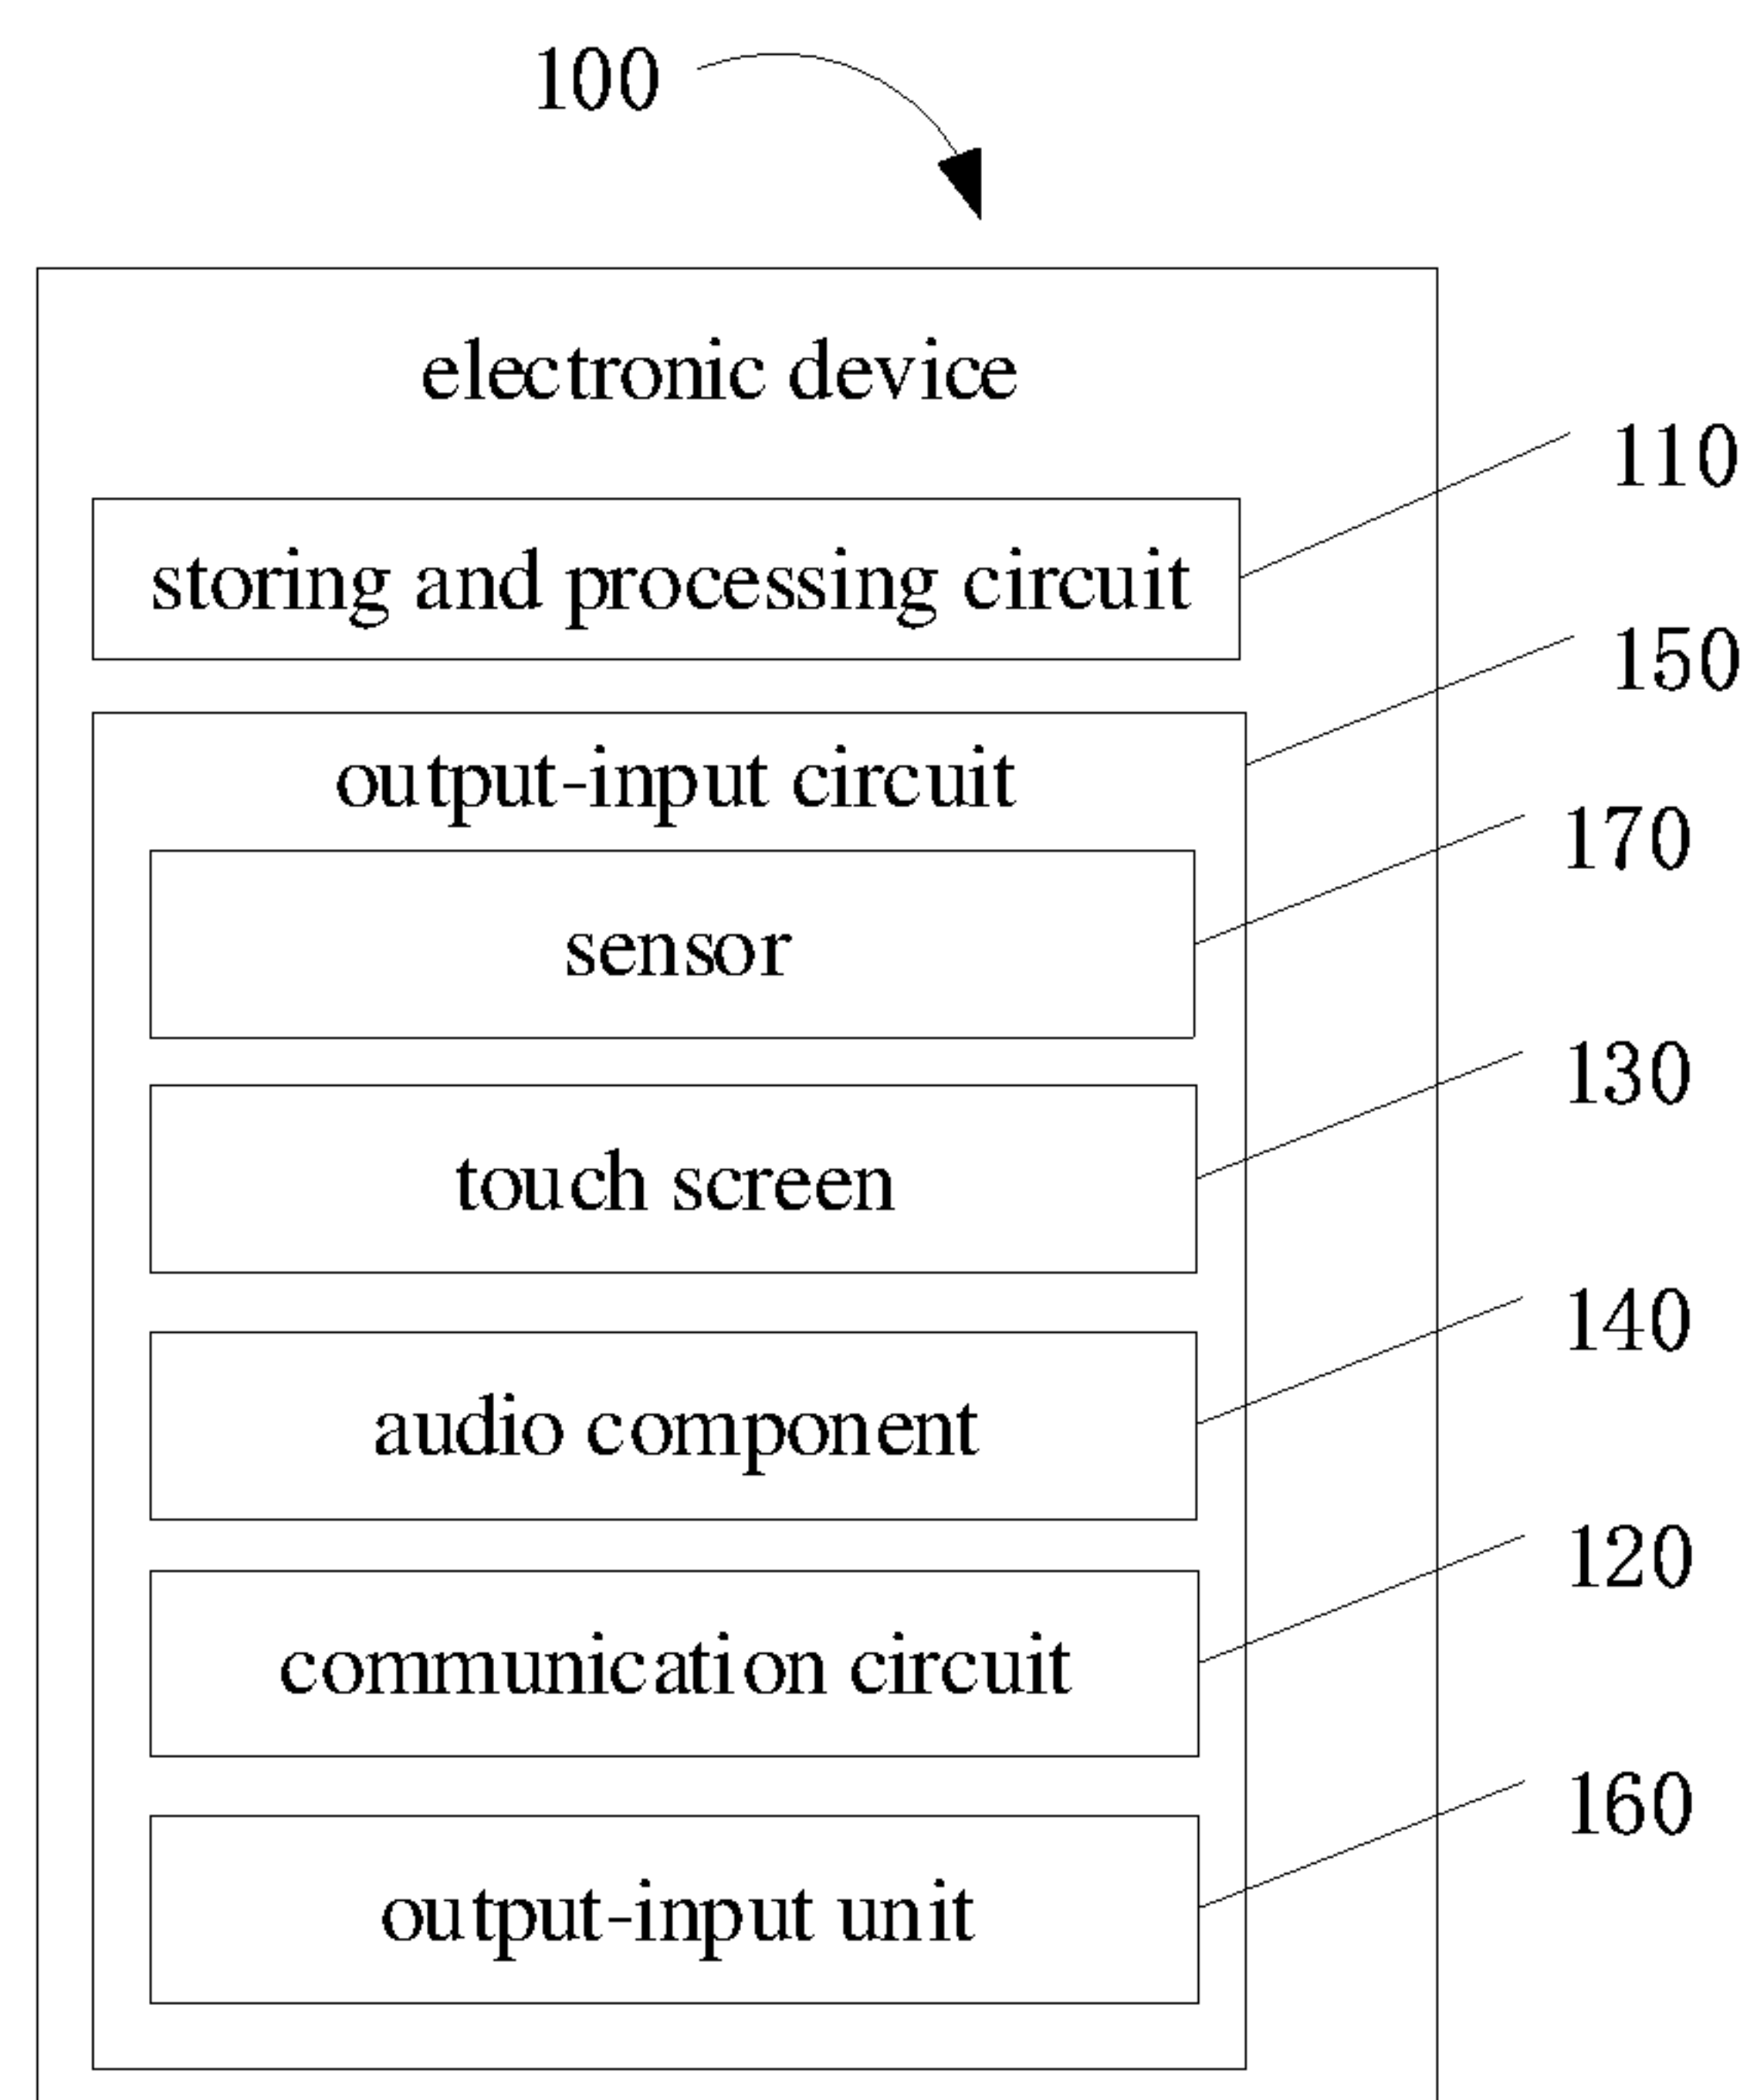 100
electronic device
110
storing and processing circuit
150
output-input circuit
170
sensor
130
touch screen
140
audio component
120
communication circuit
160
output-input unit